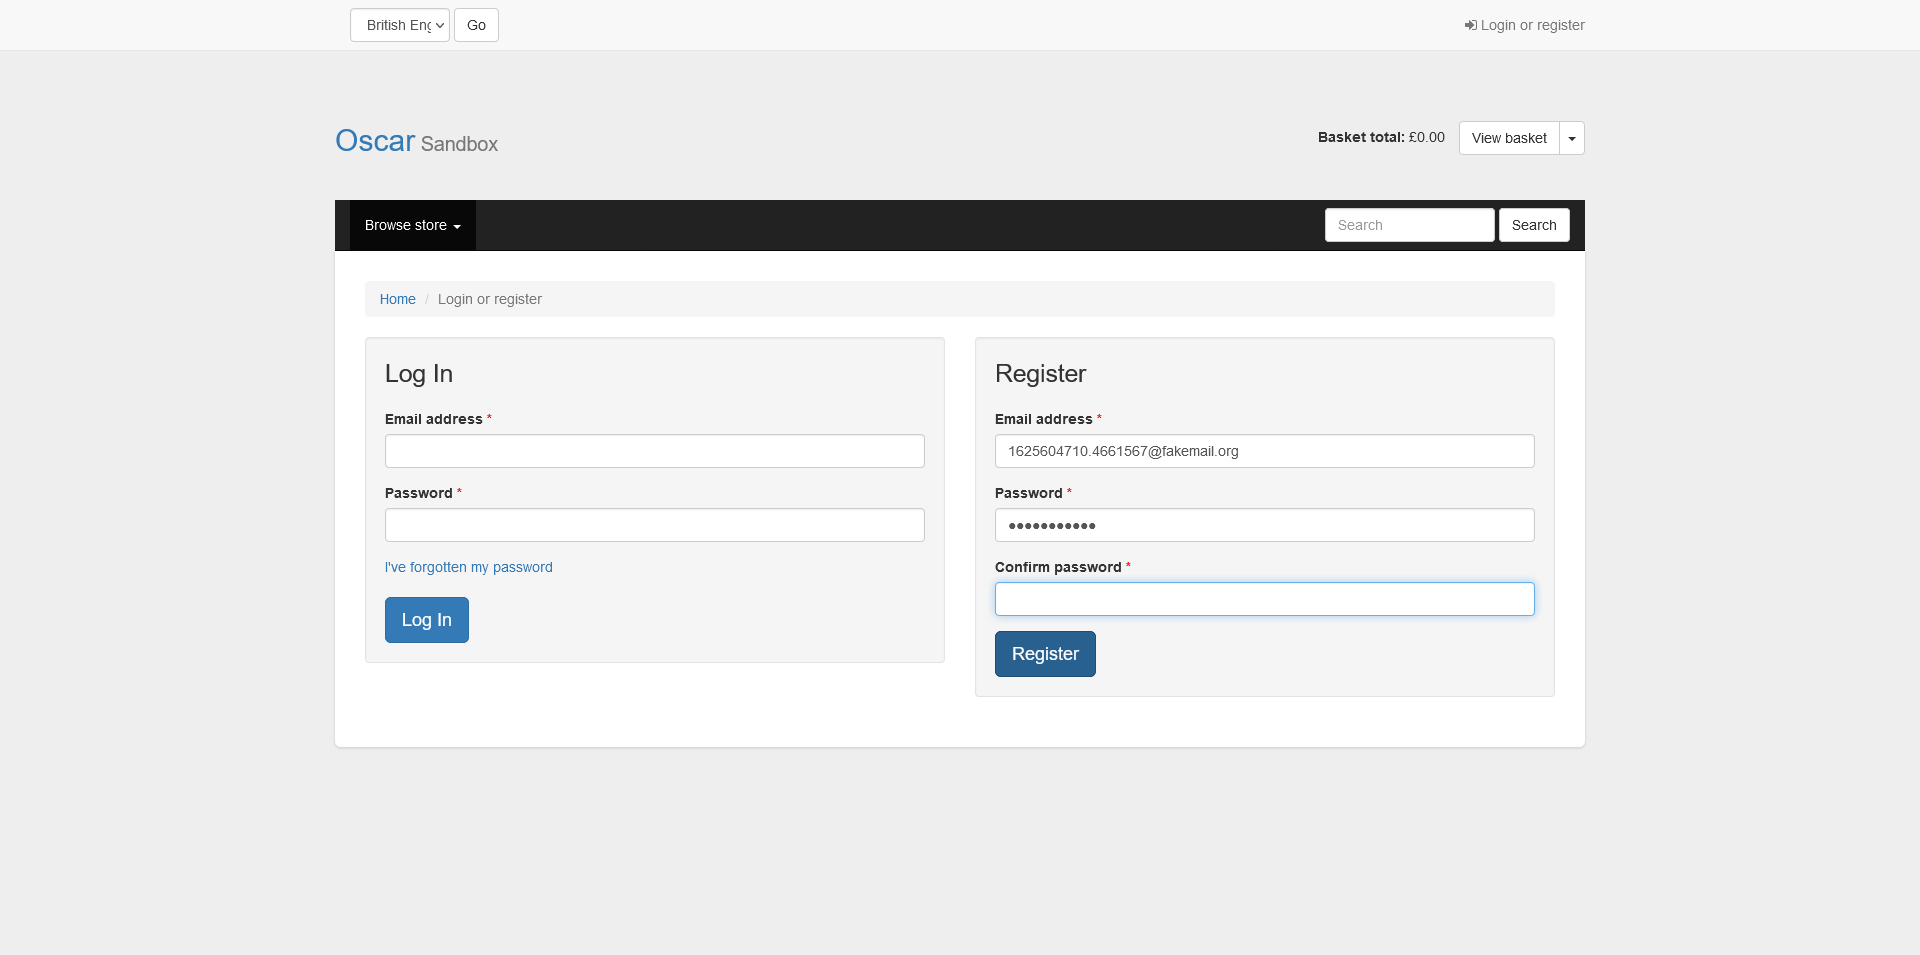 British Eng
Go
Login or register
Oscar Sandbox
Basket total: £0.00
View basket
Browse store
Search
Search
Home / Login or register
Log In
Email address *
Password *
I've forgotten my password
Log In
Register
Email address *
1625604710.4661567@fakemail.org
Password *
●●●●●●●●●●●
Confirm password *
Register